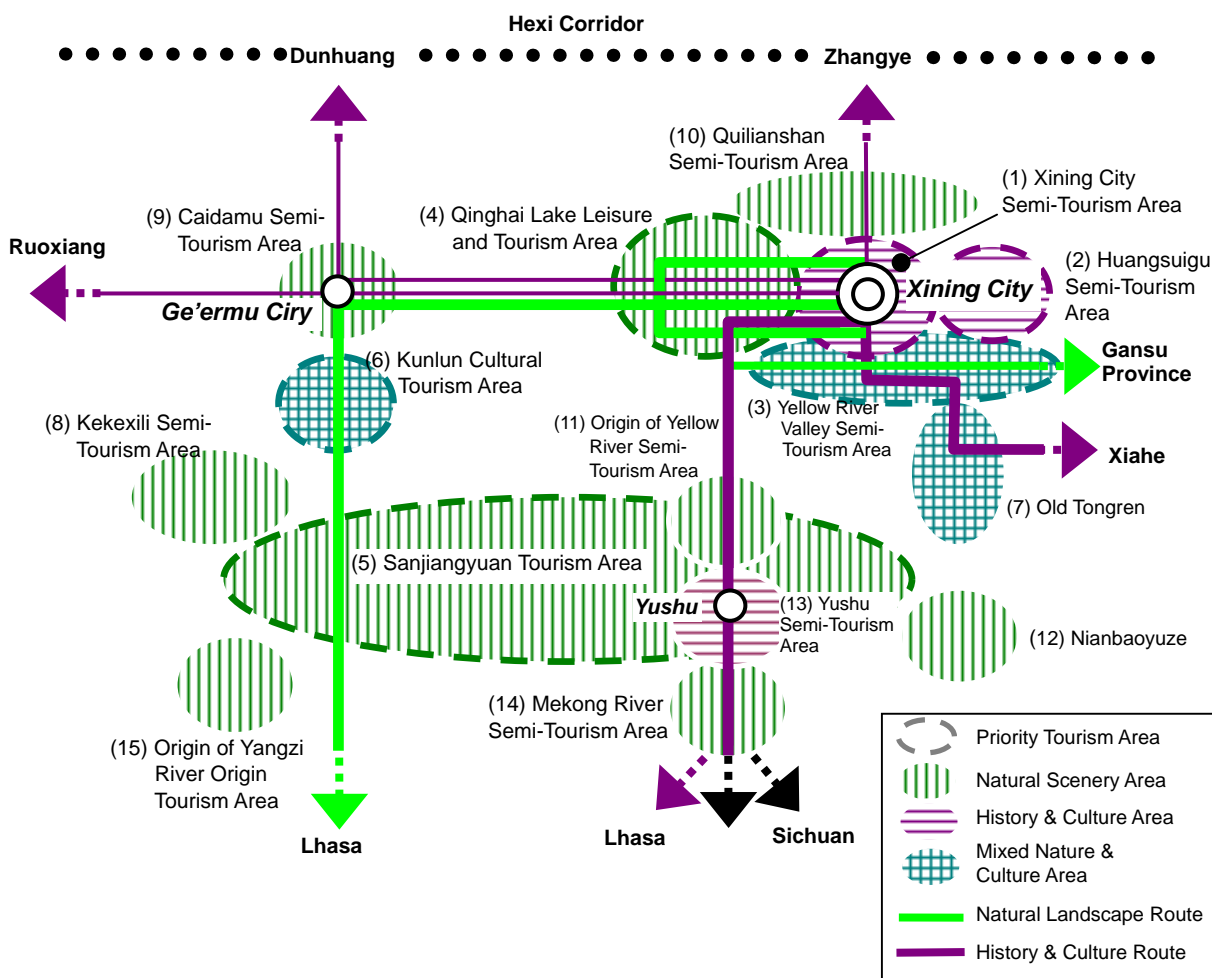 Hexi Corridor
Dunhuang
Zhangye
(10) Quilianshan
Semi-Tourism Area
(1) Xining City
Semi-Tourism Area
(9) Caidamu Semi-
Tourism Area
(4) Qinghai Lake Leisure
and Tourism Area
Ruoxiang
(2) Huangsuigu
Semi-Tourism
Area
Xining City
Ge’ermu Ciry
(6) Kunlun Cultural
Tourism Area
Gansu
Province
(8) Kekexili Semi-
Tourism Area
(11) Origin of Yellow
River Semi-
Tourism Area
(3) Yellow River
Valley Semi-
Tourism Area
Xiahe
(7) Old Tongren
(5) Sanjiangyuan Tourism Area
Yushu
(13) Yushu
Semi-Tourism
Area
(12) Nianbaoyuze
(14) Mekong River
Semi-Tourism Area
(15) Origin of Yangzi
River Origin
Tourism Area
Lhasa
Lhasa
Sichuan
Priority Tourism Area
Natural Scenery Area
History & Culture Area
Mixed Nature &
Culture Area
Natural Landscape Route
History & Culture Route